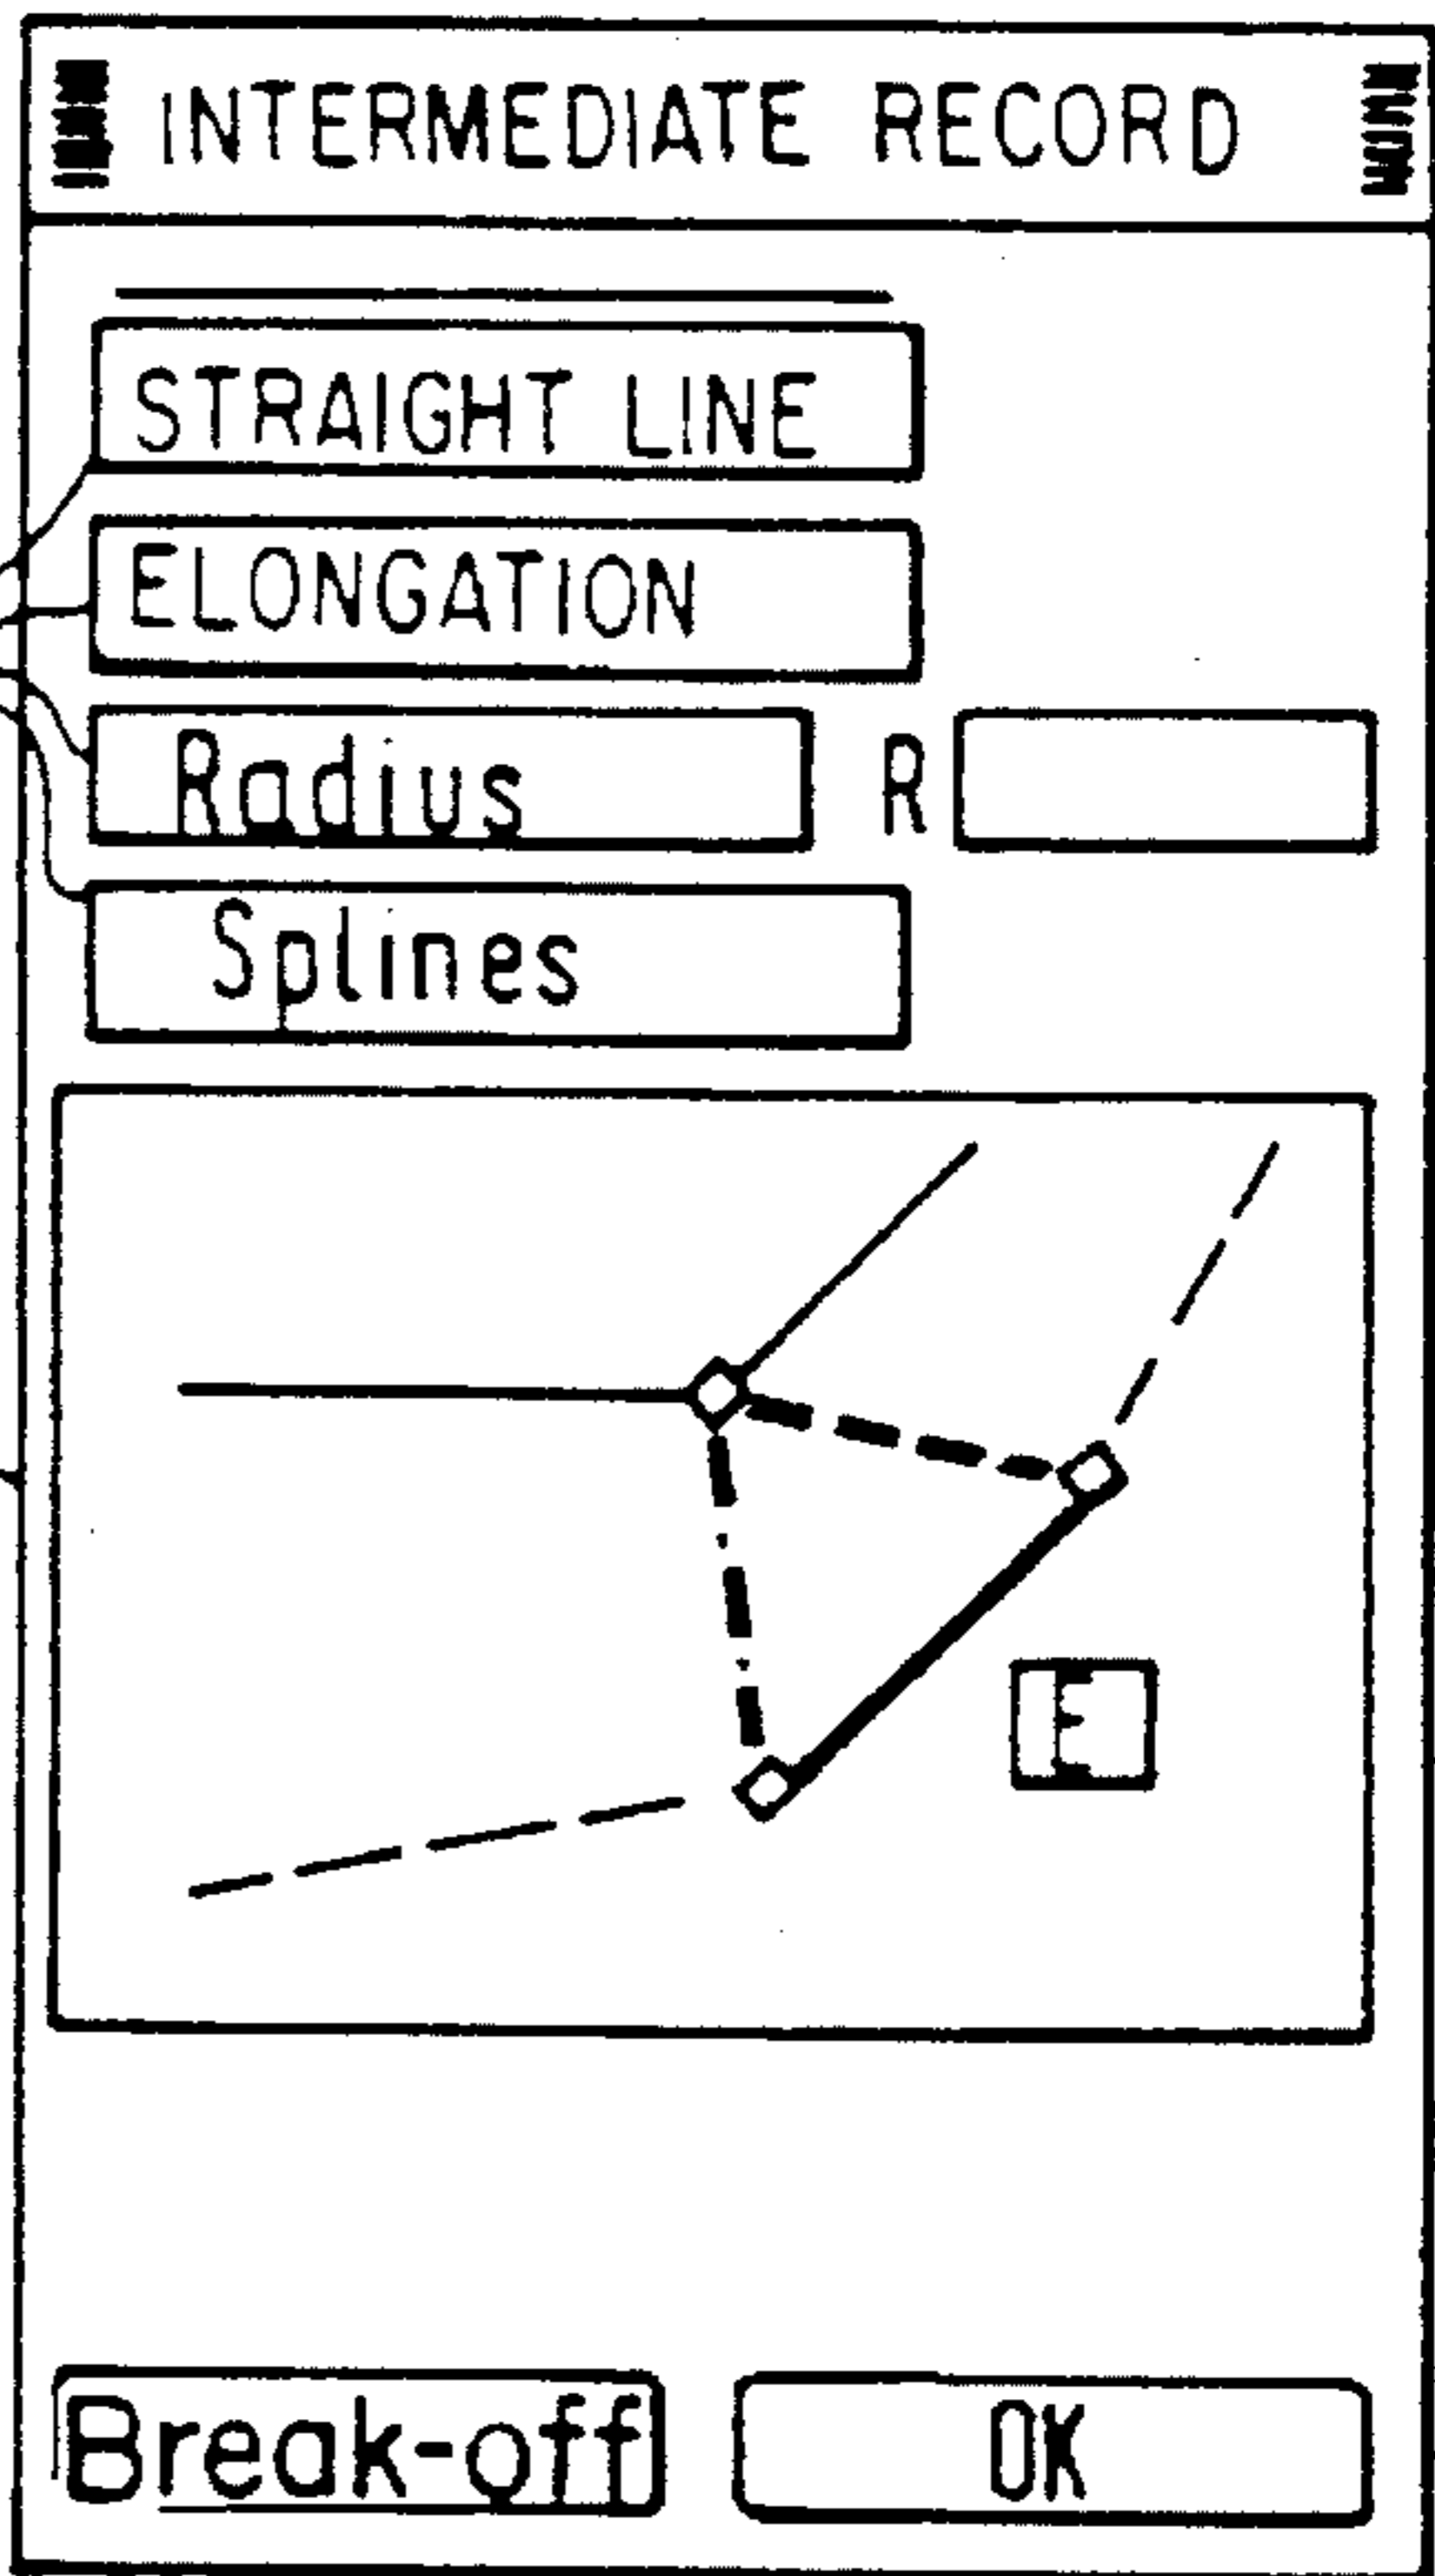 INTERMEDIATE RECORD
STRAIGHT LINE
ELONGATION
Radius R
Splines
E
Break-off OK